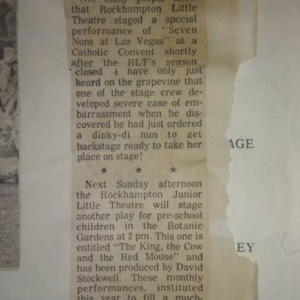 Not many people
that Rockhampton Little
Theatre staged a special
performance of "Seven
Nuns at Las Vegas" at a
Catholic Convent shortly
after the RLT's season
closed. I have only just
heard on the grapevine that
one of the stage crew de-
veloped severe case of em-
barrassment when he dis-
covered he had just ordered
a dinky-di nun to get
backstage ready to take her
place on stage!
★ ★ ★
Next Sunday afternoon
the Rockhampton Junior
Little Theatre will stage
another play for pre-school
children in the Botanic
Gardens at 2 pm. This one is
entitled "The King, the Cow
and the Red Mouse" and
has been produced by David
Stockwell. These monthly
performances, instituted
this year to fill a much-
AGE
EY